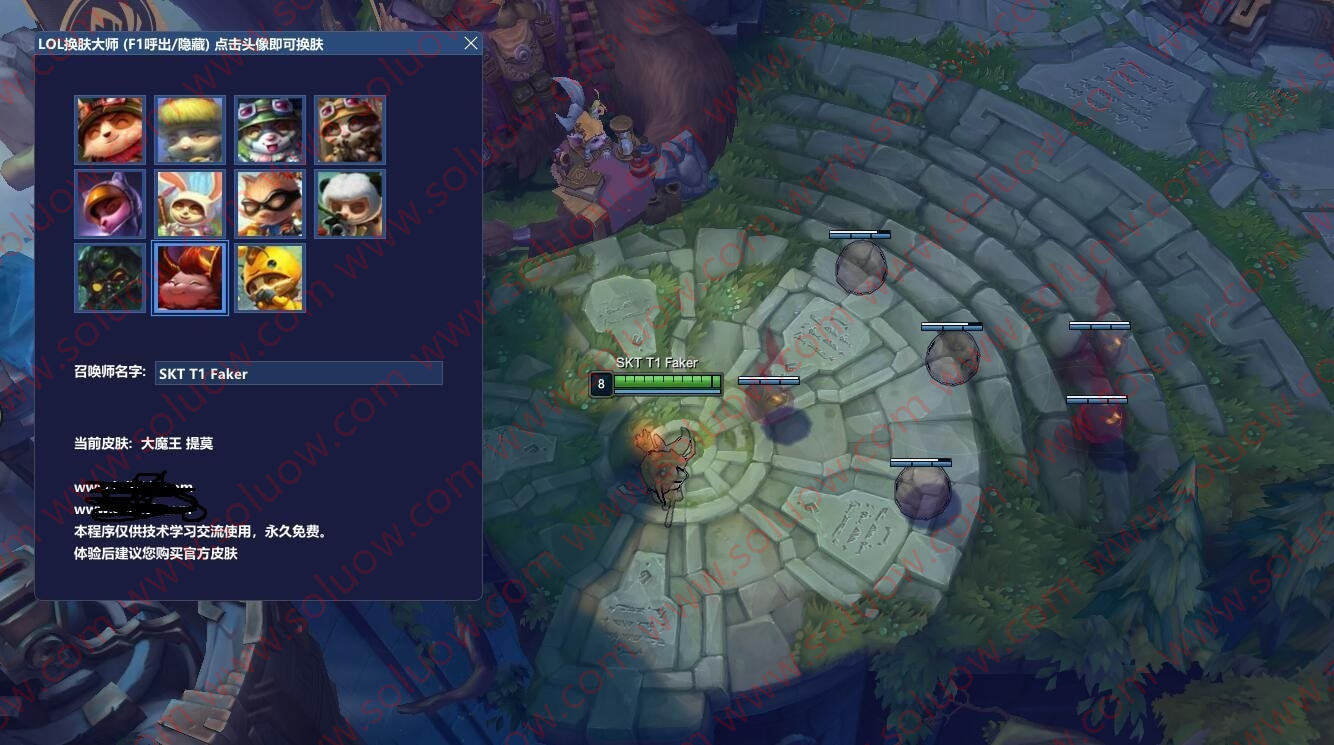 LOL换肤大师 (F1呼出/隐藏) 点击头像即可换肤
召唤师名字:
SKT T1 Faker
当前皮肤: 大魔王 提莫
本程序仅供技术学习交流使用，永久免费。
体验后建议您购买官方皮肤
SKT T1 Faker
8
www.soluow.com